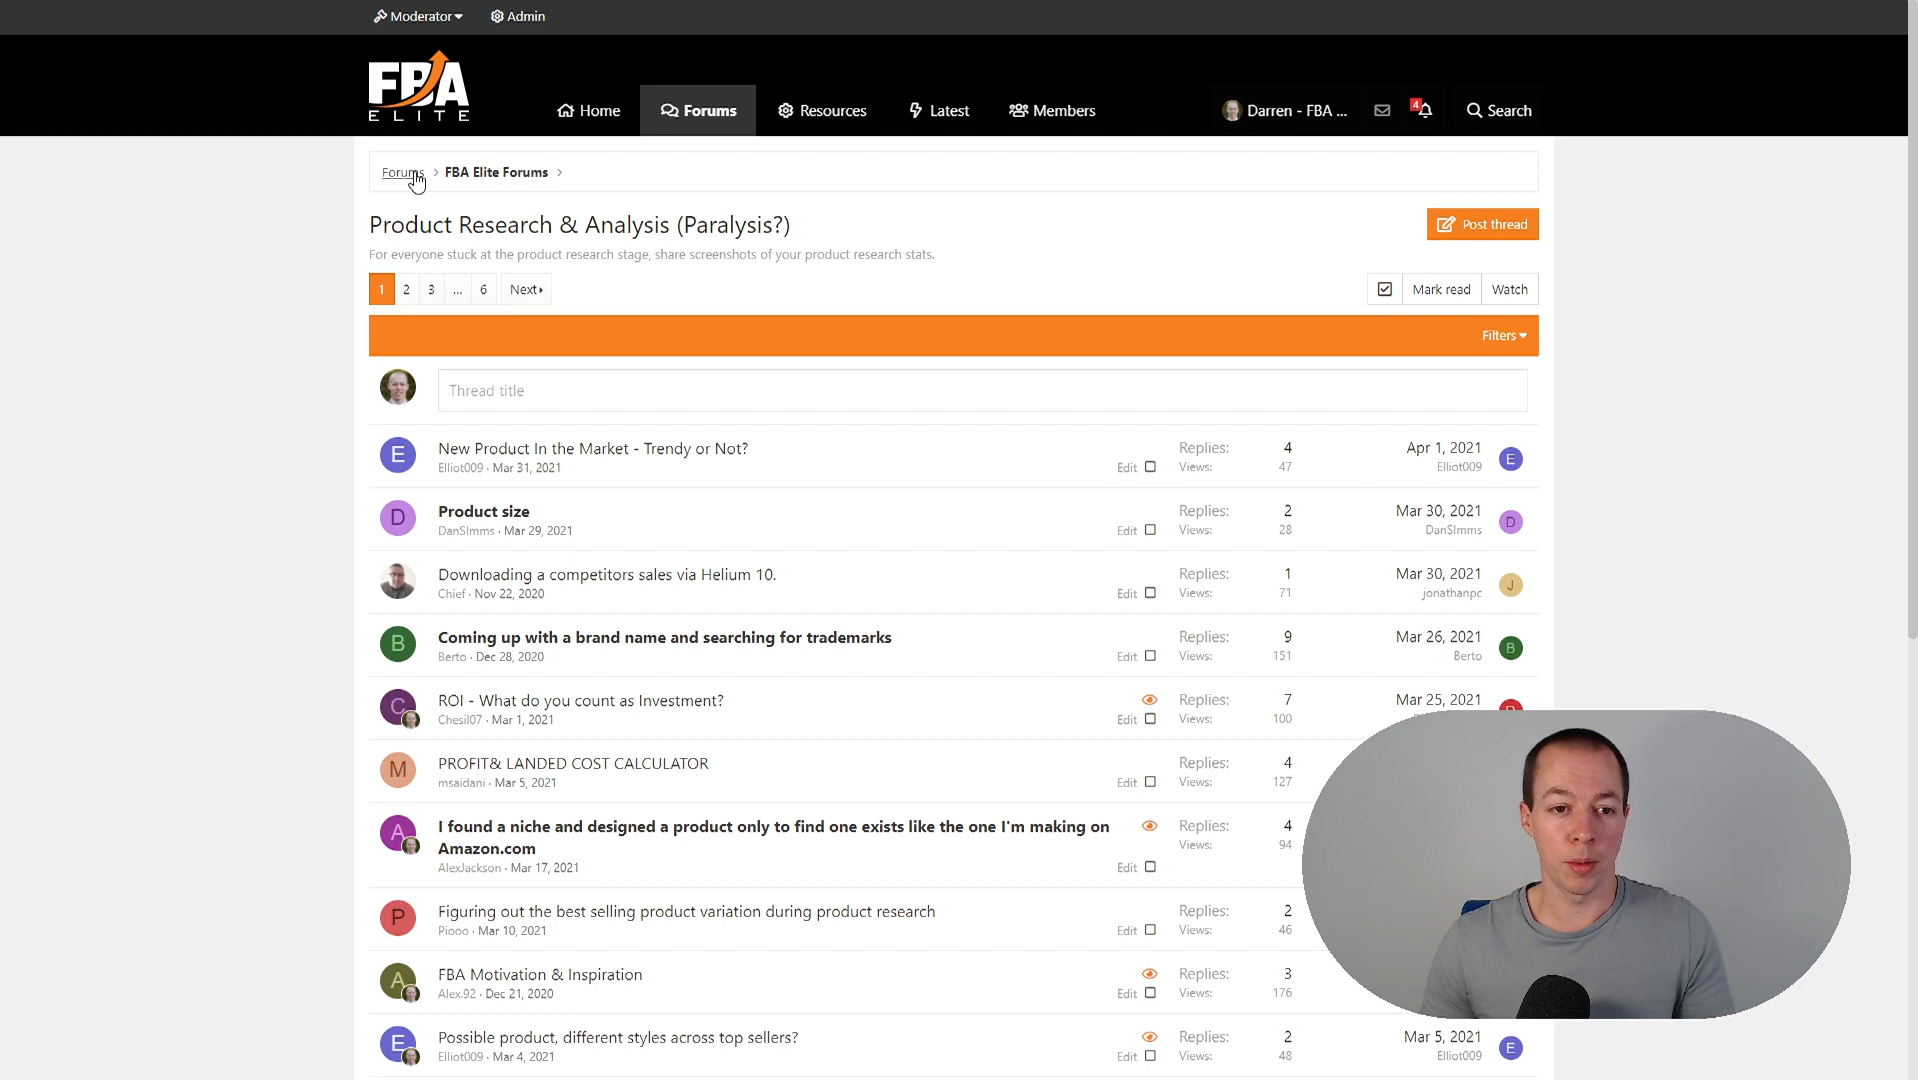 Moderator Admin
FBA
ELITE
Home Forums Resources Latest Members Darren - FBA ... 4 Search
Forums > FBA Elite Forums >
Product Research & Analysis (Paralysis?) Post thread
For everyone stuck at the product research stage, share screenshots of your product research stats.
1 2 3 ... 6 Next Mark read Watch
Filters
Thread title
E New Product In the Market - Trendy or Not? Replies: 4 Apr 1, 2021
Elliot009 · Mar 31, 2021 Edit Views: 47 Elliot009 E
D Product size Replies: 2 Mar 30, 2021
DanSImms · Mar 29, 2021 Edit Views: 28 DanSImms D
Downloading a competitors sales via Helium 10. Replies: 1 Mar 30, 2021
Chief · Nov 22, 2020 Edit Views: 71 jonathanpc J
B Coming up with a brand name and searching for trademarks Replies: 9 Mar 26, 2021
Berto · Dec 28, 2020 Edit Views: 151 Berto B
C ROI - What do you count as Investment? Replies: 7 Mar 25, 2021
Chesil07 · Mar 1, 2021 Edit Views: 100
M PROFIT& LANDED COST CALCULATOR Replies: 4
msaidani · Mar 5, 2021 Edit Views: 127
A I found a niche and designed a product only to find one exists like the one I'm making on Replies: 4
Amazon.com Views: 94
AlexJackson · Mar 17, 2021 Edit
P Figuring out the best selling product variation during product research Replies: 2
Piooo · Mar 10, 2021 Edit Views: 46
A FBA Motivation & Inspiration Replies: 3
Alex.92 · Dec 21, 2020 Edit Views: 176
E Possible product, different styles across top sellers? Replies: 2 Mar 5, 2021
Elliot009 · Mar 4, 2021 Edit Views: 48 Elliot009 E